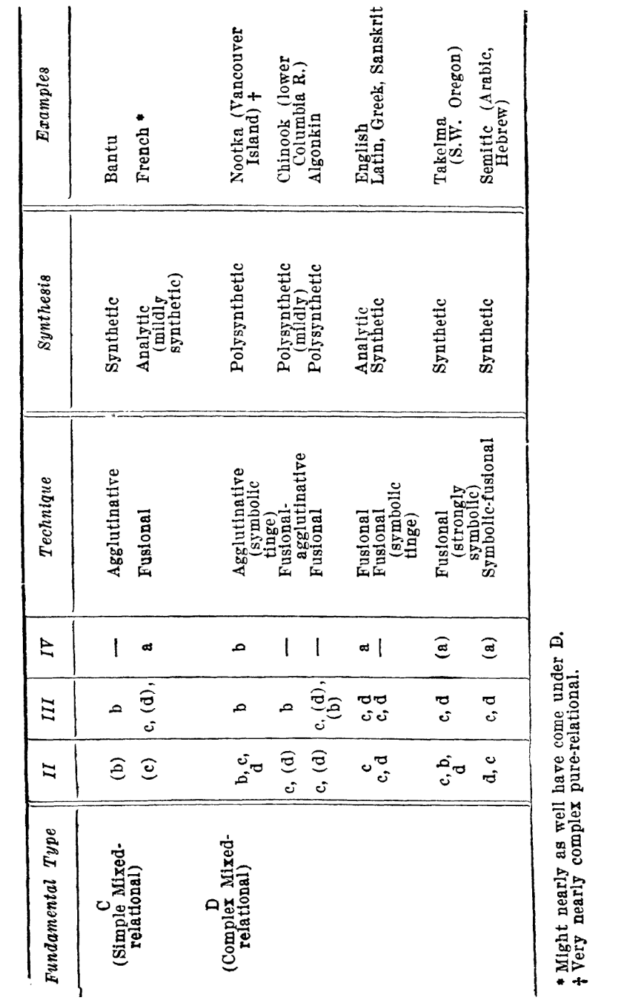 Fundamental Type II III IV Technique Synthesis Examples
C (b) b — Agglutinative Synthetic Bantu
(Simple Mixed- (c) c, (d), a Fusional Analytic French *
relational) (mildly
synthetic)
D b, c, b b Agglutinative Polysynthetic Nootka (Vancouver
(Complex Mixed- d (symbolic Island) †
relational) tinge)
c, (d) b — Fusional- Polysynthetic Chinook (lower
agglutinative (mildly) Columbia R.)
c, (d) c, (d), — Fusional Polysynthetic Algonkin
(b)
c c, d a Fusional Analytic English
c, d c, d — Fusional Synthetic Latin, Greek, Sanskrit
(symbolic
tinge)
c, b, c, d (a) Fusional Synthetic Takelma
d (strongly (S.W. Oregon)
symbolic)
d, c c, d (a) Symbolic-fusional Synthetic Semitic (Arabic,
Hebrew)
* Might nearly as well have come under D.
† Very nearly complex pure-relational.